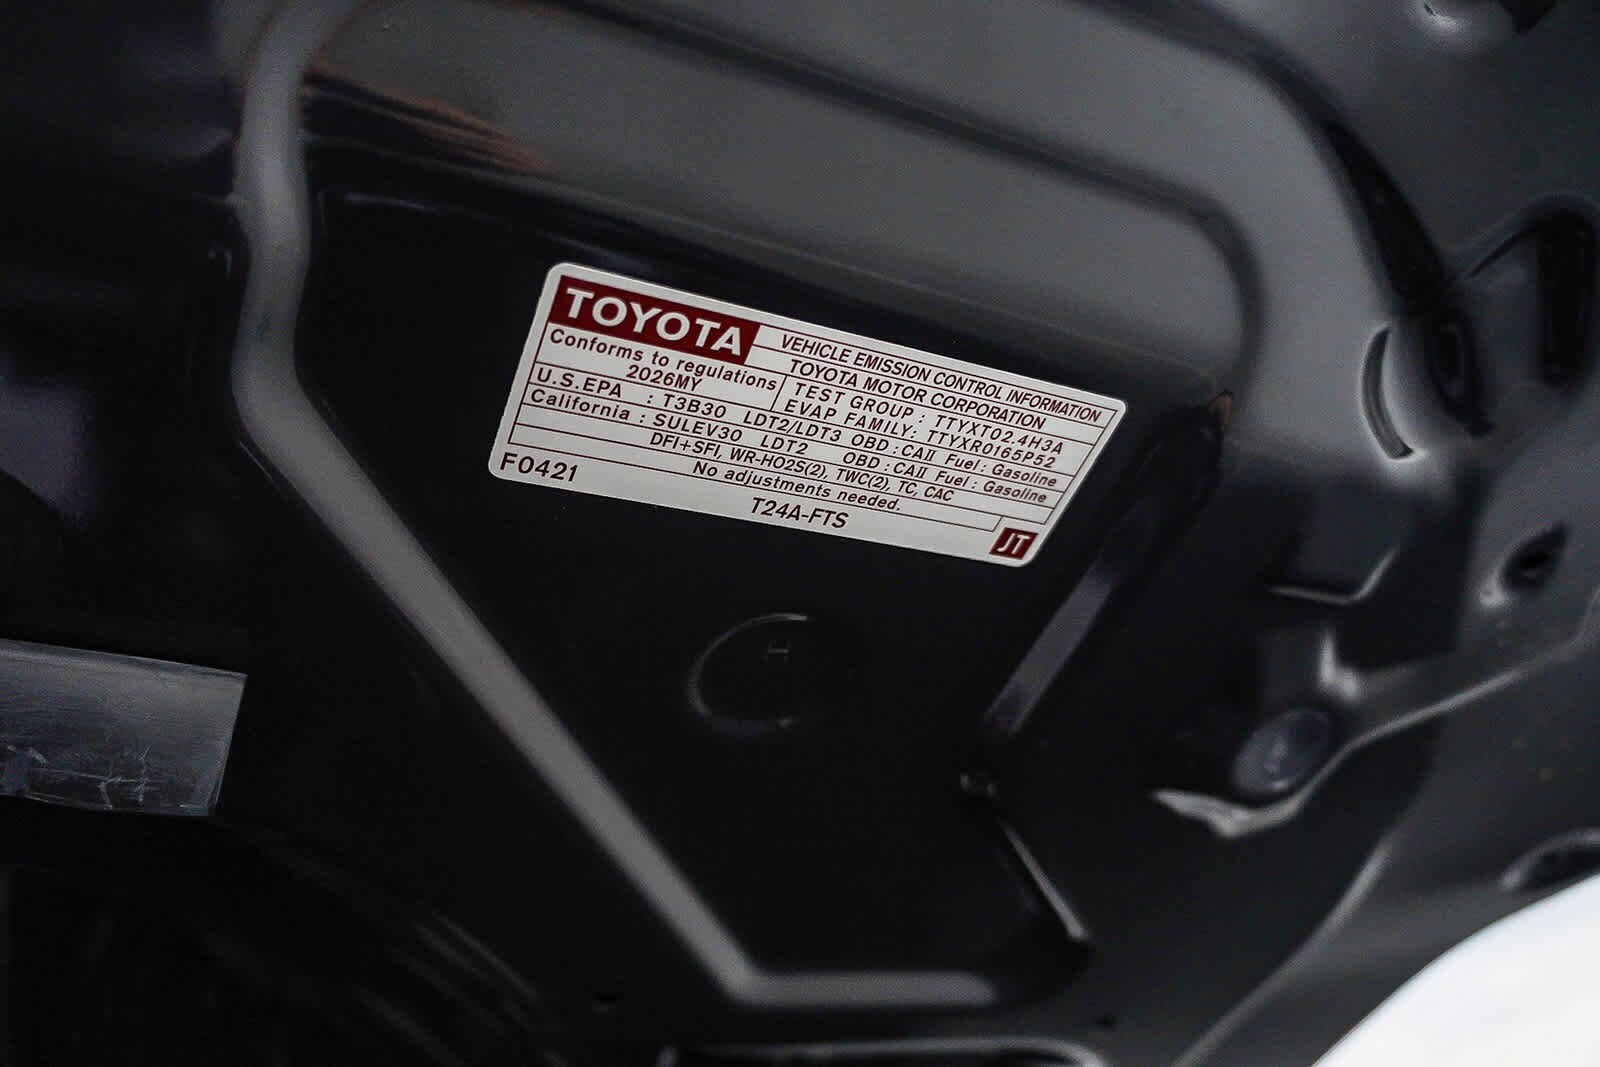 TOYOTA
VEHICLE EMISSION CONTROL INFORMATION
Conforms to regulations
2026MY
TOYOTA MOTOR CORPORATION
TEST GROUP : TTYXT02.4H3A
EVAP FAMILY: TTYXR0165P52
U.S.EPA : T3B30 LDT2/LDT3 OBD : CAII Fuel : Gasoline
California : SULEV30 LDT2 OBD : CAII Fuel : Gasoline
DFI+SFI, WR-HO2S(2), TWC(2), TC, CAC
No adjustments needed.
F0421
T24A-FTS
JT
H